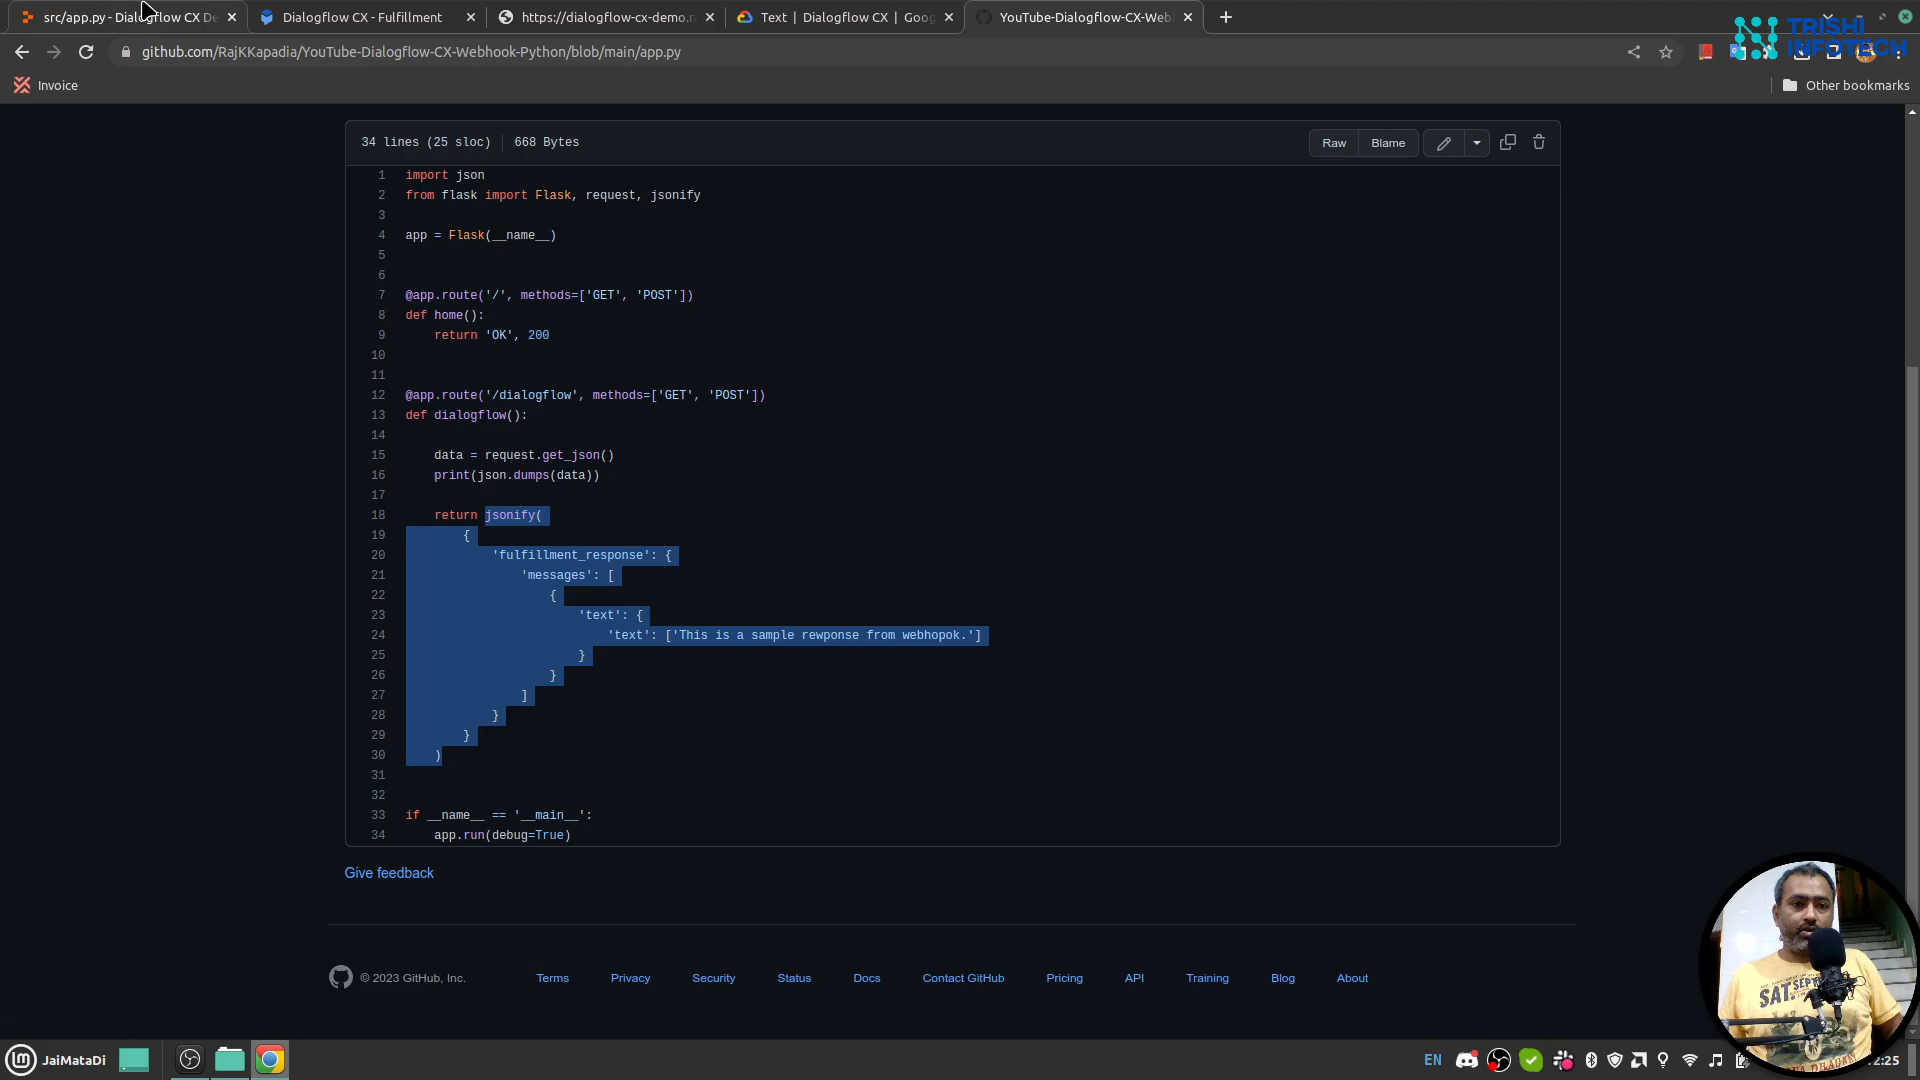 src/app.py - Dialogflow CX De
Dialogflow CX - Fulfillment
https://dialogflow-cx-demo.r
Text | Dialogflow CX | Goog
YouTube-Dialogflow-CX-Web
github.com/RajKKapadia/YouTube-Dialogflow-CX-Webhook-Python/blob/main/app.py
TRISHI
INFOTECH
Invoice
Other bookmarks
34 lines (25 sloc) 668 Bytes
Raw Blame
1 import json
2 from flask import Flask, request, jsonify
3
4 app = Flask(__name__)
5
6
7 @app.route('/', methods=['GET', 'POST'])
8 def home():
9 return 'OK', 200
10
11
12 @app.route('/dialogflow', methods=['GET', 'POST'])
13 def dialogflow():
14
15 data = request.get_json()
16 print(json.dumps(data))
17
18 return jsonify(
19 {
20 'fulfillment_response': {
21 'messages': [
22 {
23 'text': {
24 'text': ['This is a sample rewponse from webhopok.']
25 }
26 }
27 ]
28 }
29 }
30 )
31
32
33 if __name__ == '__main__':
34 app.run(debug=True)
Give feedback
© 2023 GitHub, Inc. Terms Privacy Security Status Docs Contact GitHub Pricing API Training Blog About
JaiMataDi
EN
2:25